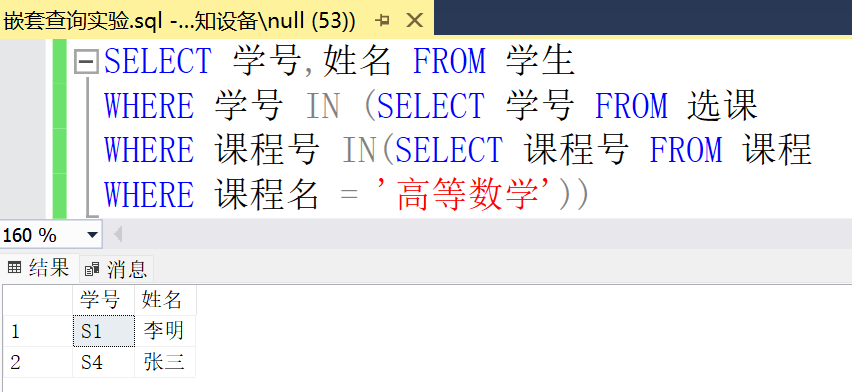 嵌套查询实验.sql -...知设备\null (53))
SELECT 学号,姓名 FROM 学生
WHERE 学号 IN (SELECT 学号 FROM 选课
WHERE 课程号 IN(SELECT 课程号 FROM 课程
WHERE 课程名 = '高等数学'))
160 %
结果 消息
学号 姓名
1 S1 李明
2 S4 张三